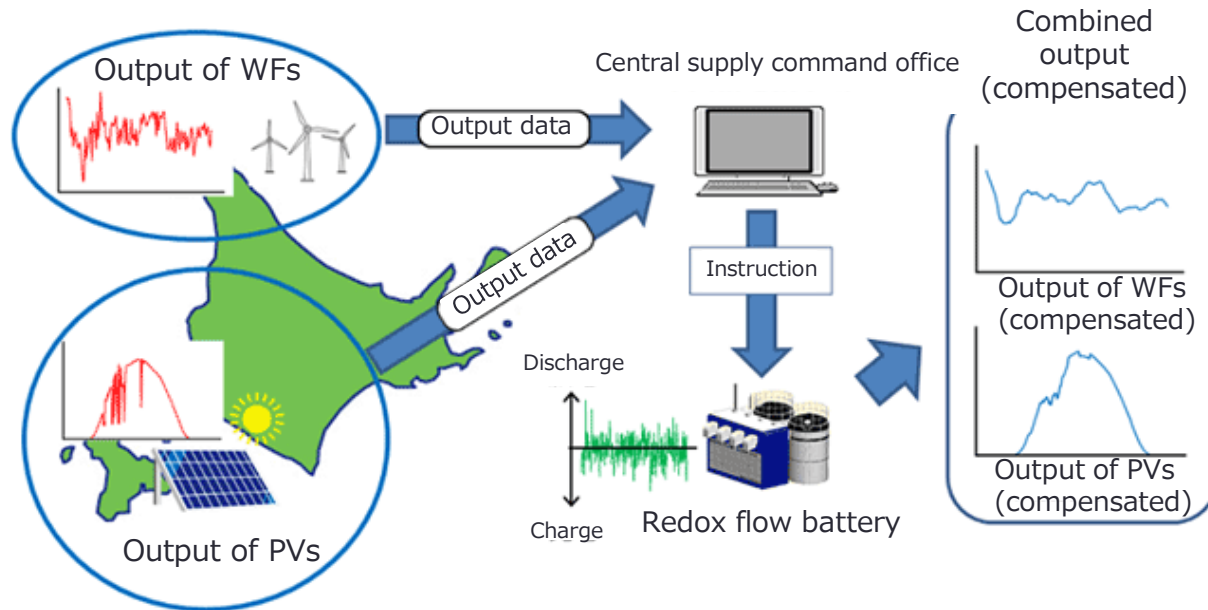 Output of WFs
Output data
Central supply command office
Combined
output
(compensated)
Output data
Instruction
Output of WFs
(compensated)
Discharge
Charge
Redox flow battery
Output of PVs
Output of PVs
(compensated)